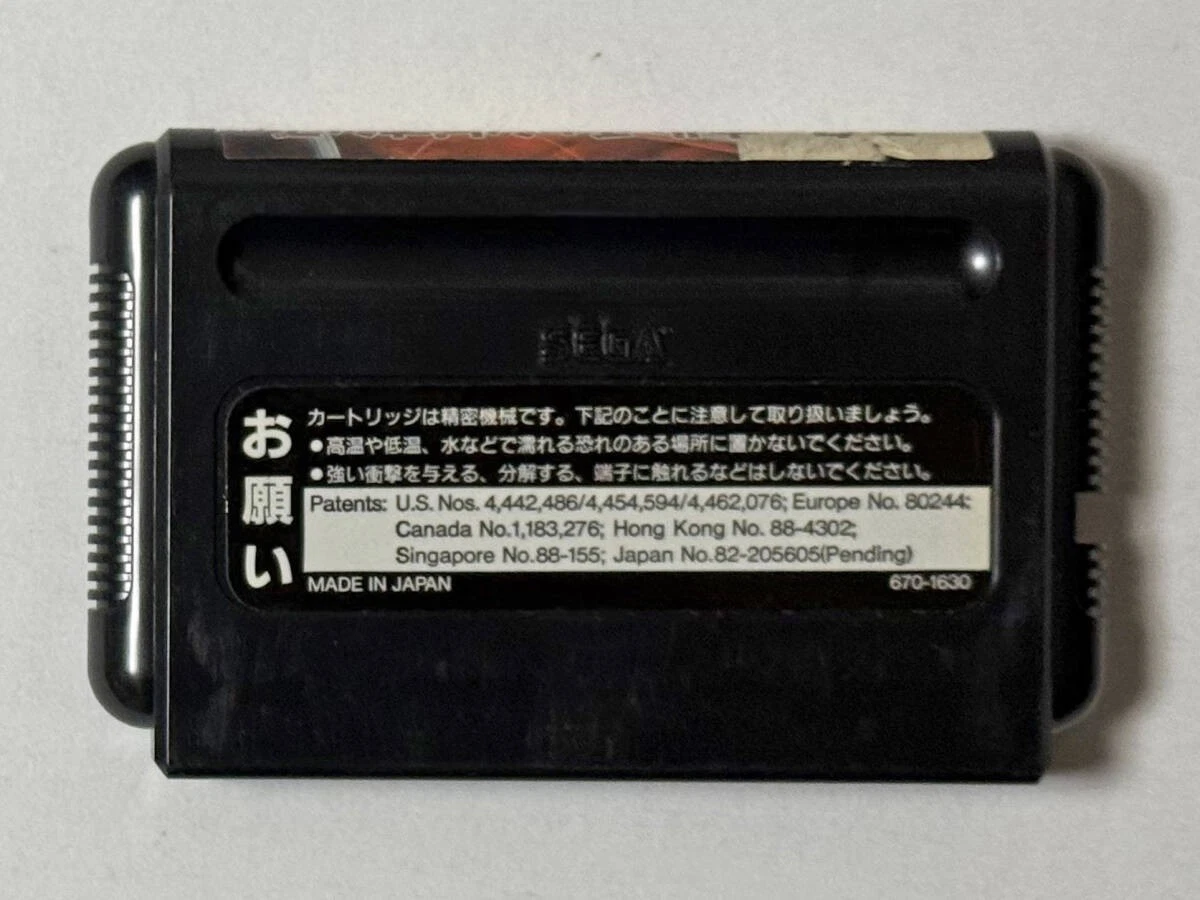 SEGA
お願い
カートリッジは精密機械です。下記のことに注意して取り扱いましょう。
●高温や低温、水などで濡れる恐れのある場所に置かないでください。
●強い衝撃を与える、分解する、端子に触れるなどはしないでください。
Patents: U.S. Nos. 4,442,486/4,454,594/4,462,076; Europe No. 80244;
Canada No.1,183,276; Hong Kong No. 88-4302;
Singapore No.88-155; Japan No.82-205605(Pending)
MADE IN JAPAN 670-1630